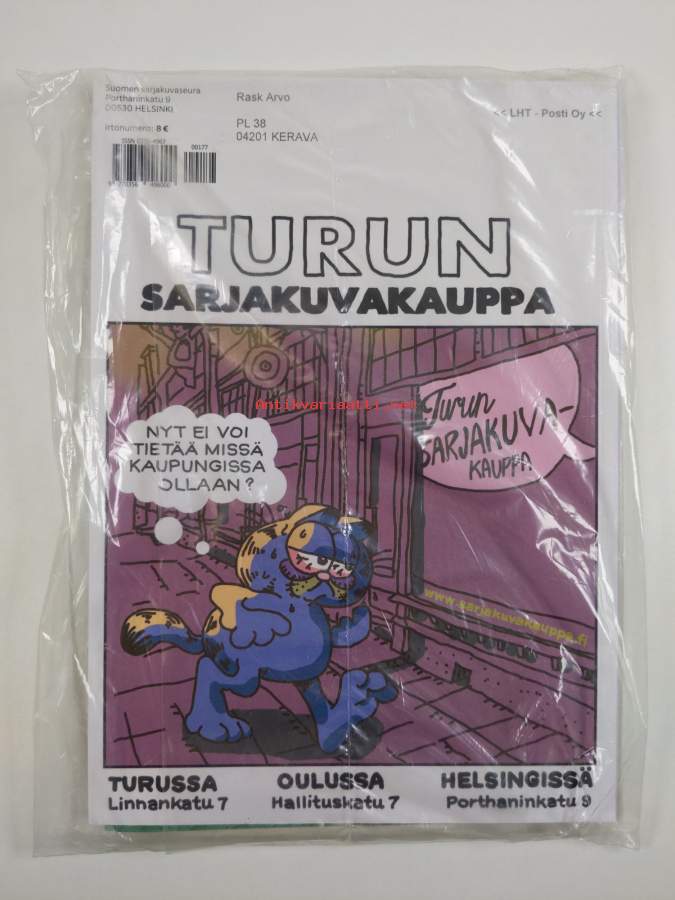 Suomen sarjakuvaseura
Porthaninkatu 9
00530 HELSINKI
Irtonumero: 8 €
ISSN
00177
Rask Arvo
PL 38
04201 KERAVA
<< LHT - Posti Oy <<
TURUN
SARJAKUVAKAUPPA
Antikvariaatti.net
NYT EI VOI
TIETÄÄ MISSÄ
KAUPUNGISSA
OLLAAN?
Turun
SARJAKUVA-
KAUPPA
www.sarjakuvakauppa.fi
TURUSSA
Linnankatu 7
OULUSSA
Hallituskatu 7
HELSINGISSÄ
Porthaninkatu 9